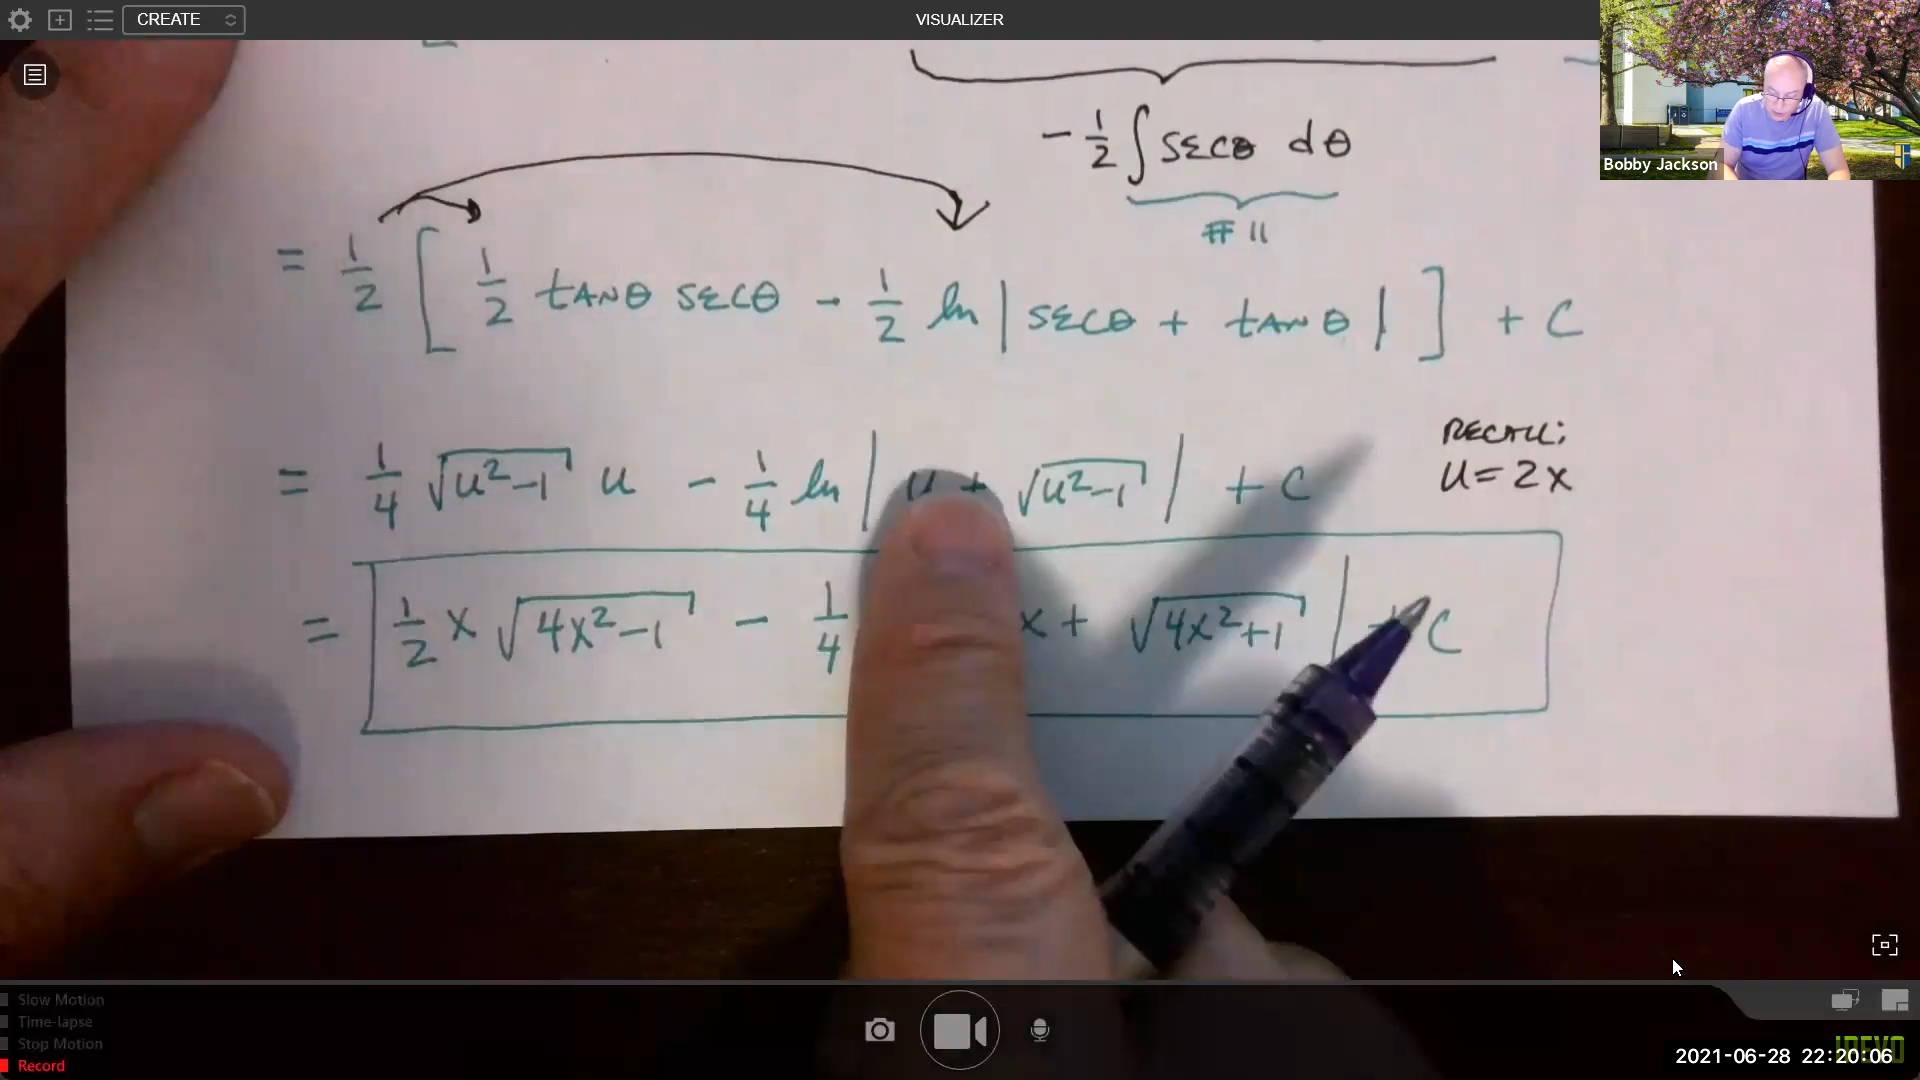 CREATE
VISUALIZER
Bobby Jackson
-1/2 ∫ SECθ dθ
# 11
= 1/2 [ 1/2 TANθ SECθ - 1/2 ln | SECθ + TANθ | ] + C
RECALL:
u = 2x
= 1/4 √(u²-1) u - 1/4 ln | u + √(u²-1) | + C
= 1/2 x √(4x²-1) - 1/4 x + √(4x²+1) | + C
Slow Motion
Time-lapse
Stop Motion
Record
2021-06-28 22:20:06